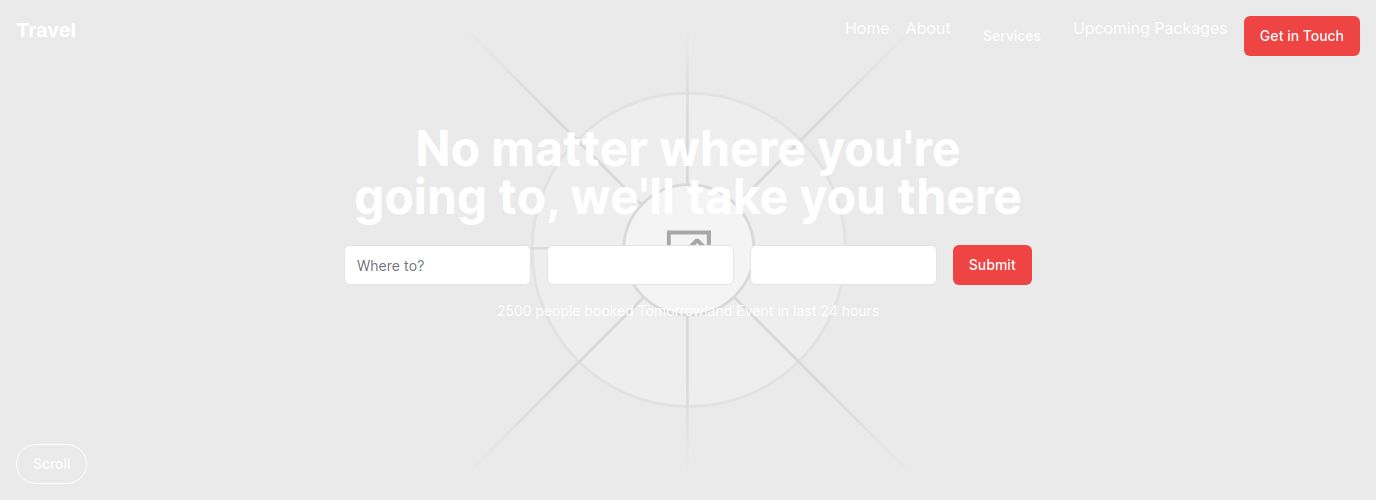 Travel
Home
About
Services
Upcoming Packages
Get in Touch
No matter where you're
going to, we'll take you there
Where to?
Submit
2500 people booked Tomorrowland Event in last 24 hours
Scroll